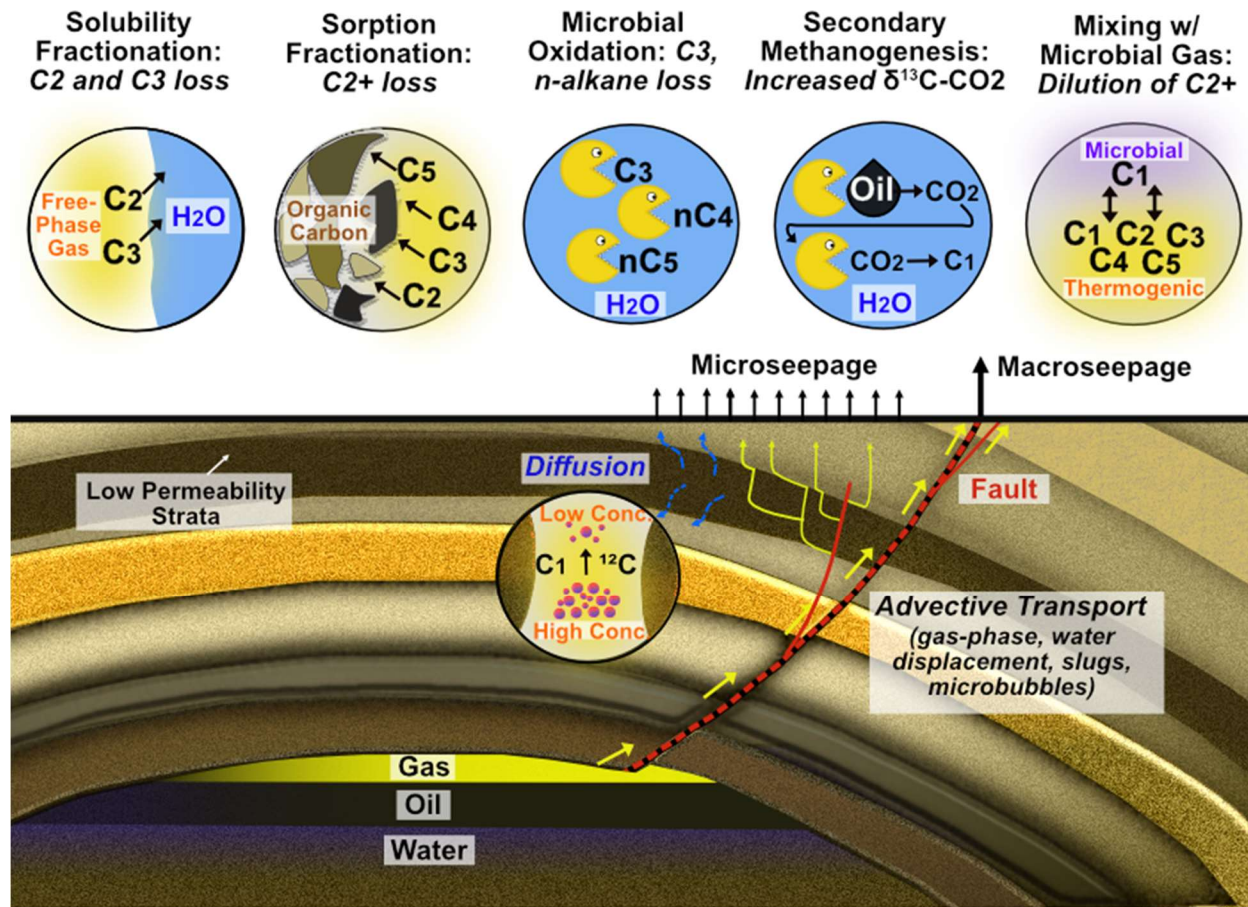 Solubility
Fractionation:
C2 and C3 loss
Sorption
Fractionation:
C2+ loss
Microbial
Oxidation: C3,
n-alkane loss
Secondary
Methanogenesis:
Increased δ¹³C-CO2
Mixing w/
Microbial Gas:
Dilution of C2+
Free-
Phase
Gas
C2
C3
H2O
Organic
Carbon
C5
C4
C3
C2
C3
nC4
nC5
H2O
Oil
CO2
CO2
C1
H2O
Microbial
C1
C1 C2 C3
C4 C5
Thermogenic
Microseepage
Macroseepage
Low Permeability
Strata
Diffusion
Low Conc.
C1
¹²C
High Conc.
Fault
Advective Transport
(gas-phase, water
displacement, slugs,
microbubbles)
Gas
Oil
Water